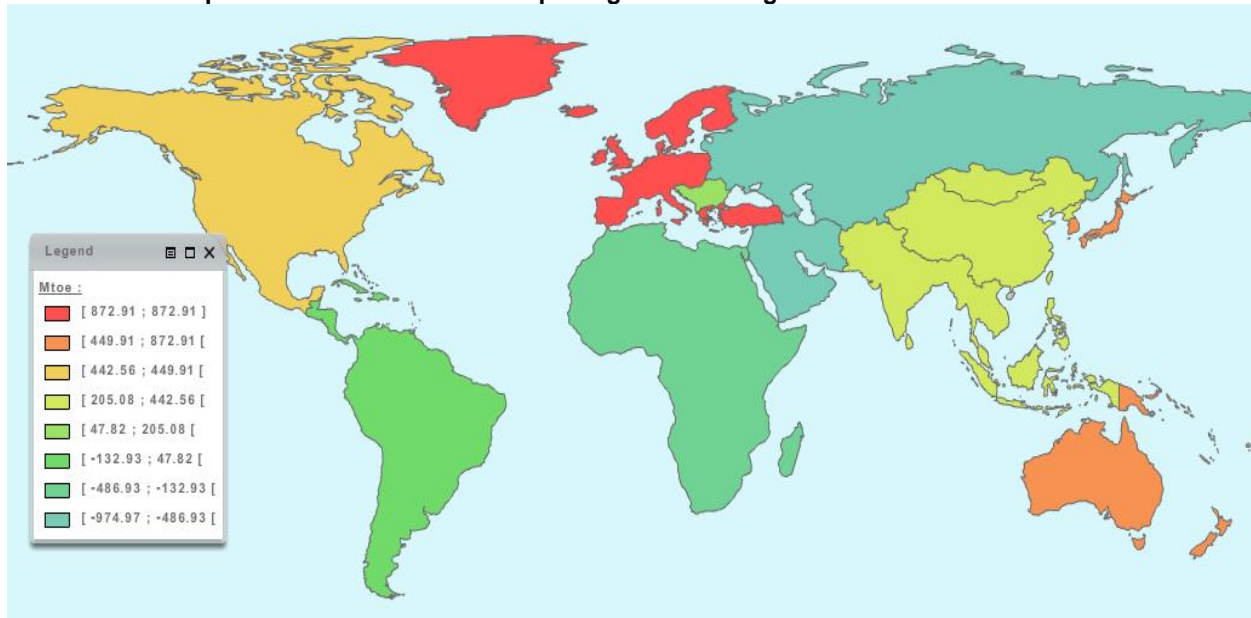 Legend
Mtoe :
[ 872.91 ; 872.91 ]
[ 449.91 ; 872.91 [
[ 442.56 ; 449.91 [
[ 205.08 ; 442.56 [
[ 47.82 ; 205.08 [
[ -132.93 ; 47.82 [
[ -486.93 ; -132.93 [
[ -974.97 ; -486.93 [